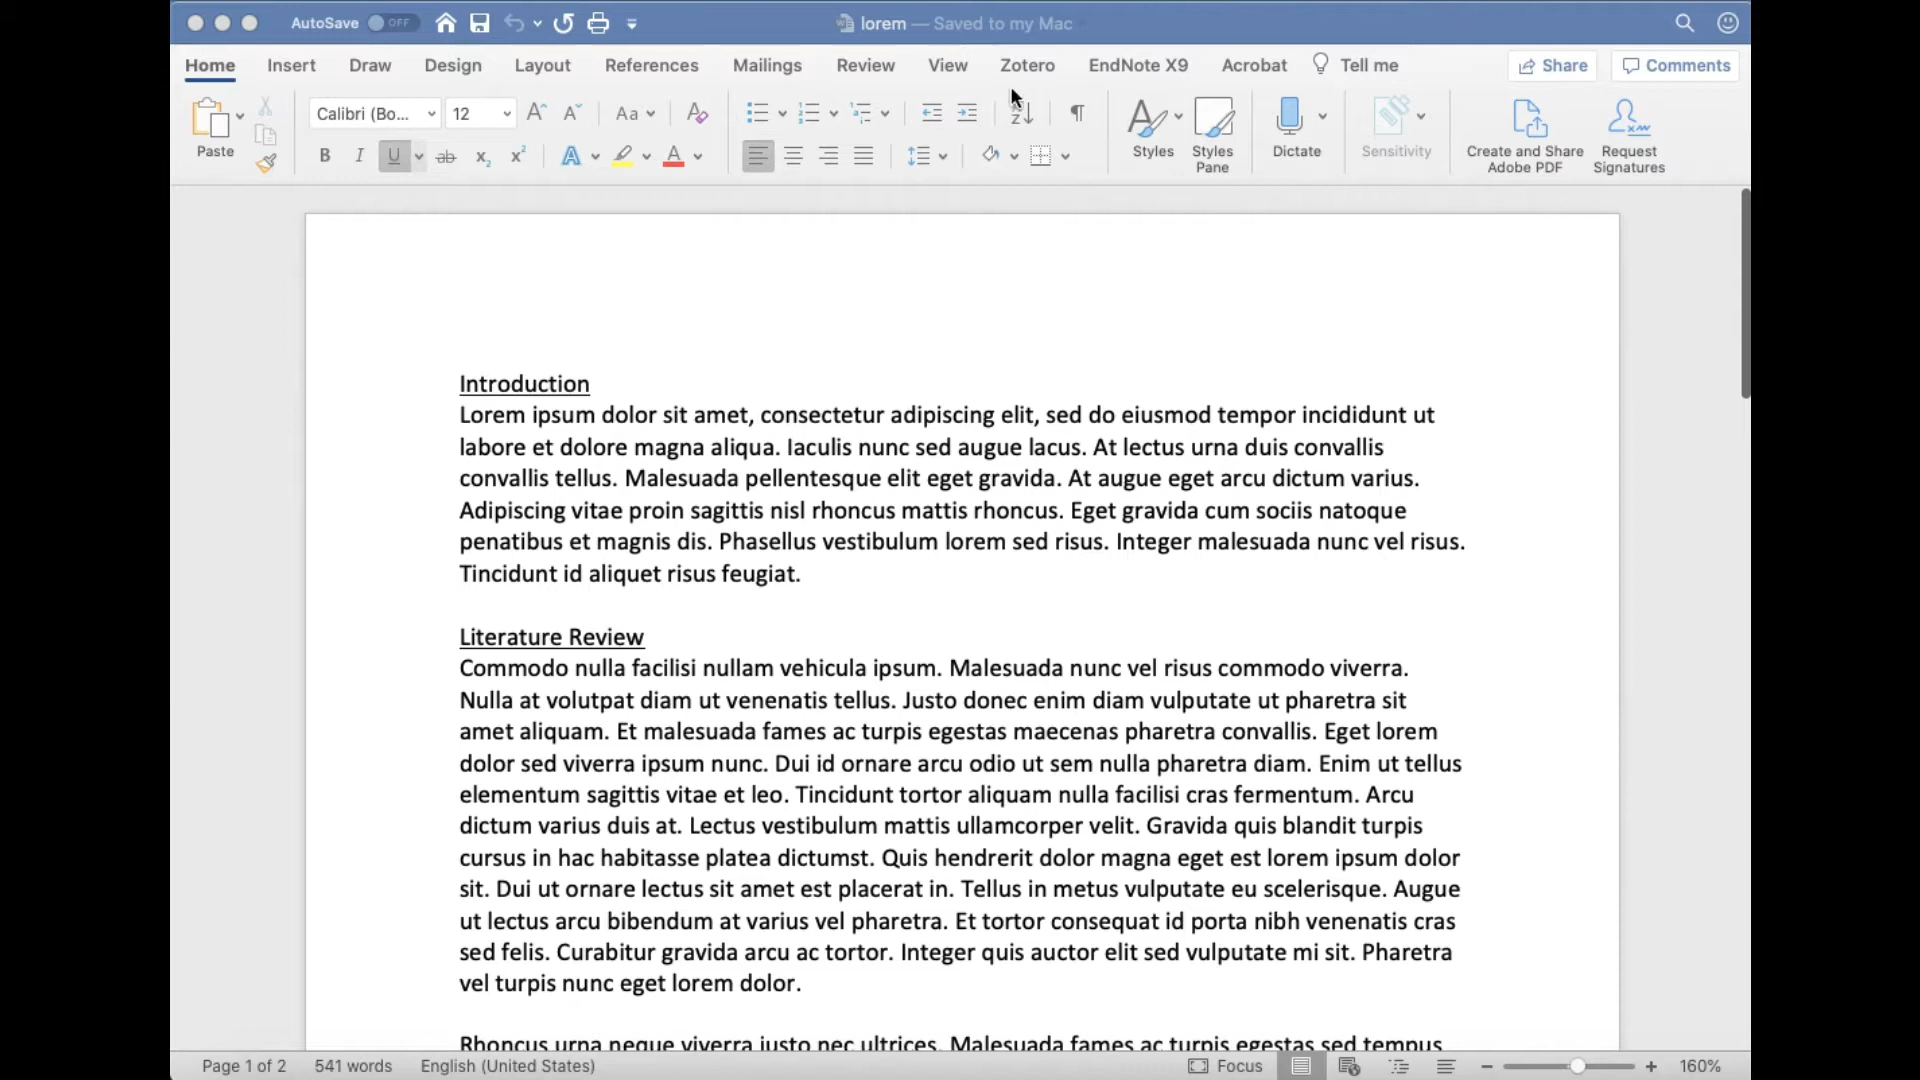 AutoSave OFF lorem — Saved to my Mac
Home Insert Draw Design Layout References Mailings Review View Zotero EndNote X9 Acrobat Tell me Share Comments
Paste
Calibri (Bo... 12 Aa
B I U ab x₂ x²
Styles Styles Pane Dictate Sensitivity Create and Share Adobe PDF Request Signatures
Introduction
Lorem ipsum dolor sit amet, consectetur adipiscing elit, sed do eiusmod tempor incididunt ut
labore et dolore magna aliqua. Iaculis nunc sed augue lacus. At lectus urna duis convallis
convallis tellus. Malesuada pellentesque elit eget gravida. At augue eget arcu dictum varius.
Adipiscing vitae proin sagittis nisl rhoncus mattis rhoncus. Eget gravida cum sociis natoque
penatibus et magnis dis. Phasellus vestibulum lorem sed risus. Integer malesuada nunc vel risus.
Tincidunt id aliquet risus feugiat.
Literature Review
Commodo nulla facilisi nullam vehicula ipsum. Malesuada nunc vel risus commodo viverra.
Nulla at volutpat diam ut venenatis tellus. Justo donec enim diam vulputate ut pharetra sit
amet aliquam. Et malesuada fames ac turpis egestas maecenas pharetra convallis. Eget lorem
dolor sed viverra ipsum nunc. Dui id ornare arcu odio ut sem nulla pharetra diam. Enim ut tellus
elementum sagittis vitae et leo. Tincidunt tortor aliquam nulla facilisi cras fermentum. Arcu
dictum varius duis at. Lectus vestibulum mattis ullamcorper velit. Gravida quis blandit turpis
cursus in hac habitasse platea dictumst. Quis hendrerit dolor magna eget est lorem ipsum dolor
sit. Dui ut ornare lectus sit amet est placerat in. Tellus in metus vulputate eu scelerisque. Augue
ut lectus arcu bibendum at varius vel pharetra. Et tortor consequat id porta nibh venenatis cras
sed felis. Curabitur gravida arcu ac tortor. Integer quis auctor elit sed vulputate mi sit. Pharetra
vel turpis nunc eget lorem dolor.
Rhoncus urna neque viverra justo nec ultrices. Malesuada fames ac turpis egestas sed tempus
Page 1 of 2 541 words English (United States) Focus 160%